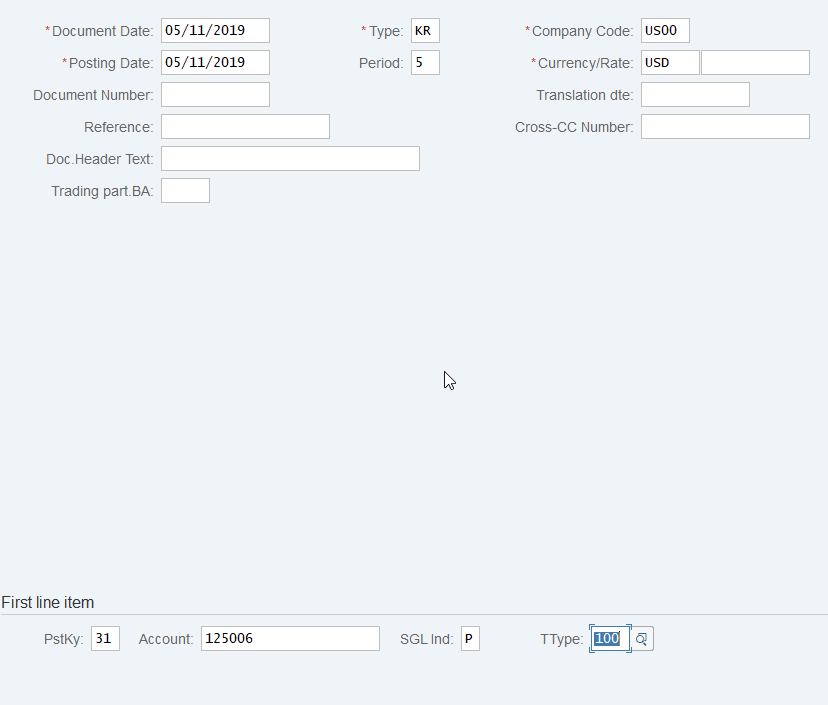 *Document Date: 05/11/2019 *Type: KR *Company Code: US00
*Posting Date: 05/11/2019 Period: 5 *Currency/Rate: USD
Document Number: Translation dte:
Reference: Cross-CC Number:
Doc.Header Text:
Trading part.BA:
First line item
PstKy: 31 Account: 125006 SGL Ind: P TType: 100